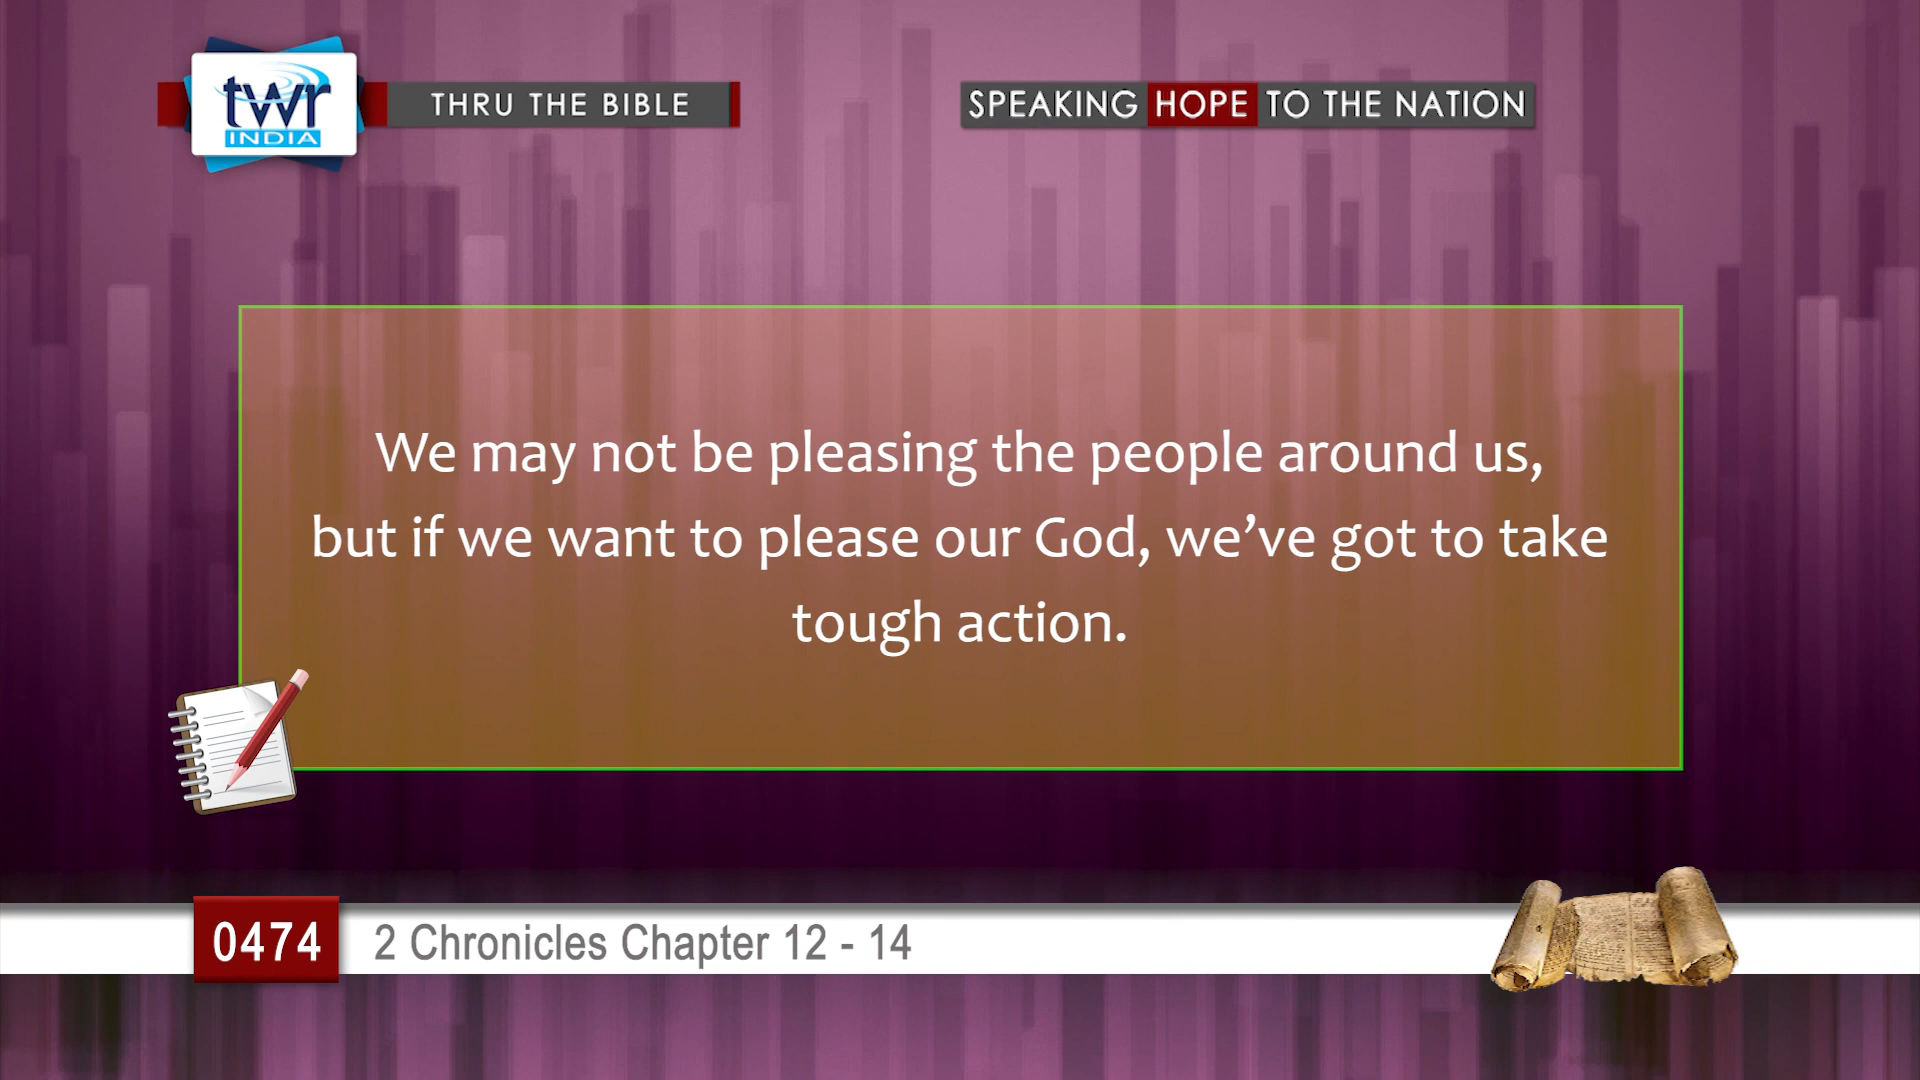 twr
INDIA
THRU THE BIBLE
SPEAKING HOPE TO THE NATION
We may not be pleasing the people around us,
but if we want to please our God, we’ve got to take
tough action.
0474
2 Chronicles Chapter 12 - 14